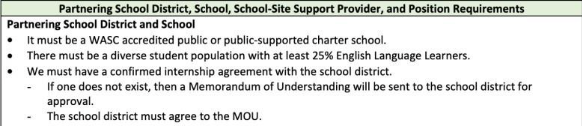 Partnering School District, School, School-Site Support Provider, and Position Requirements
Partnering School District and School
• It must be a WASC accredited public or public-supported charter school.
• There must be a diverse student population with at least 25% English Language Learners.
• We must have a confirmed internship agreement with the school district.
- If one does not exist, then a Memorandum of Understanding will be sent to the school district for
approval.
- The school district must agree to the MOU.